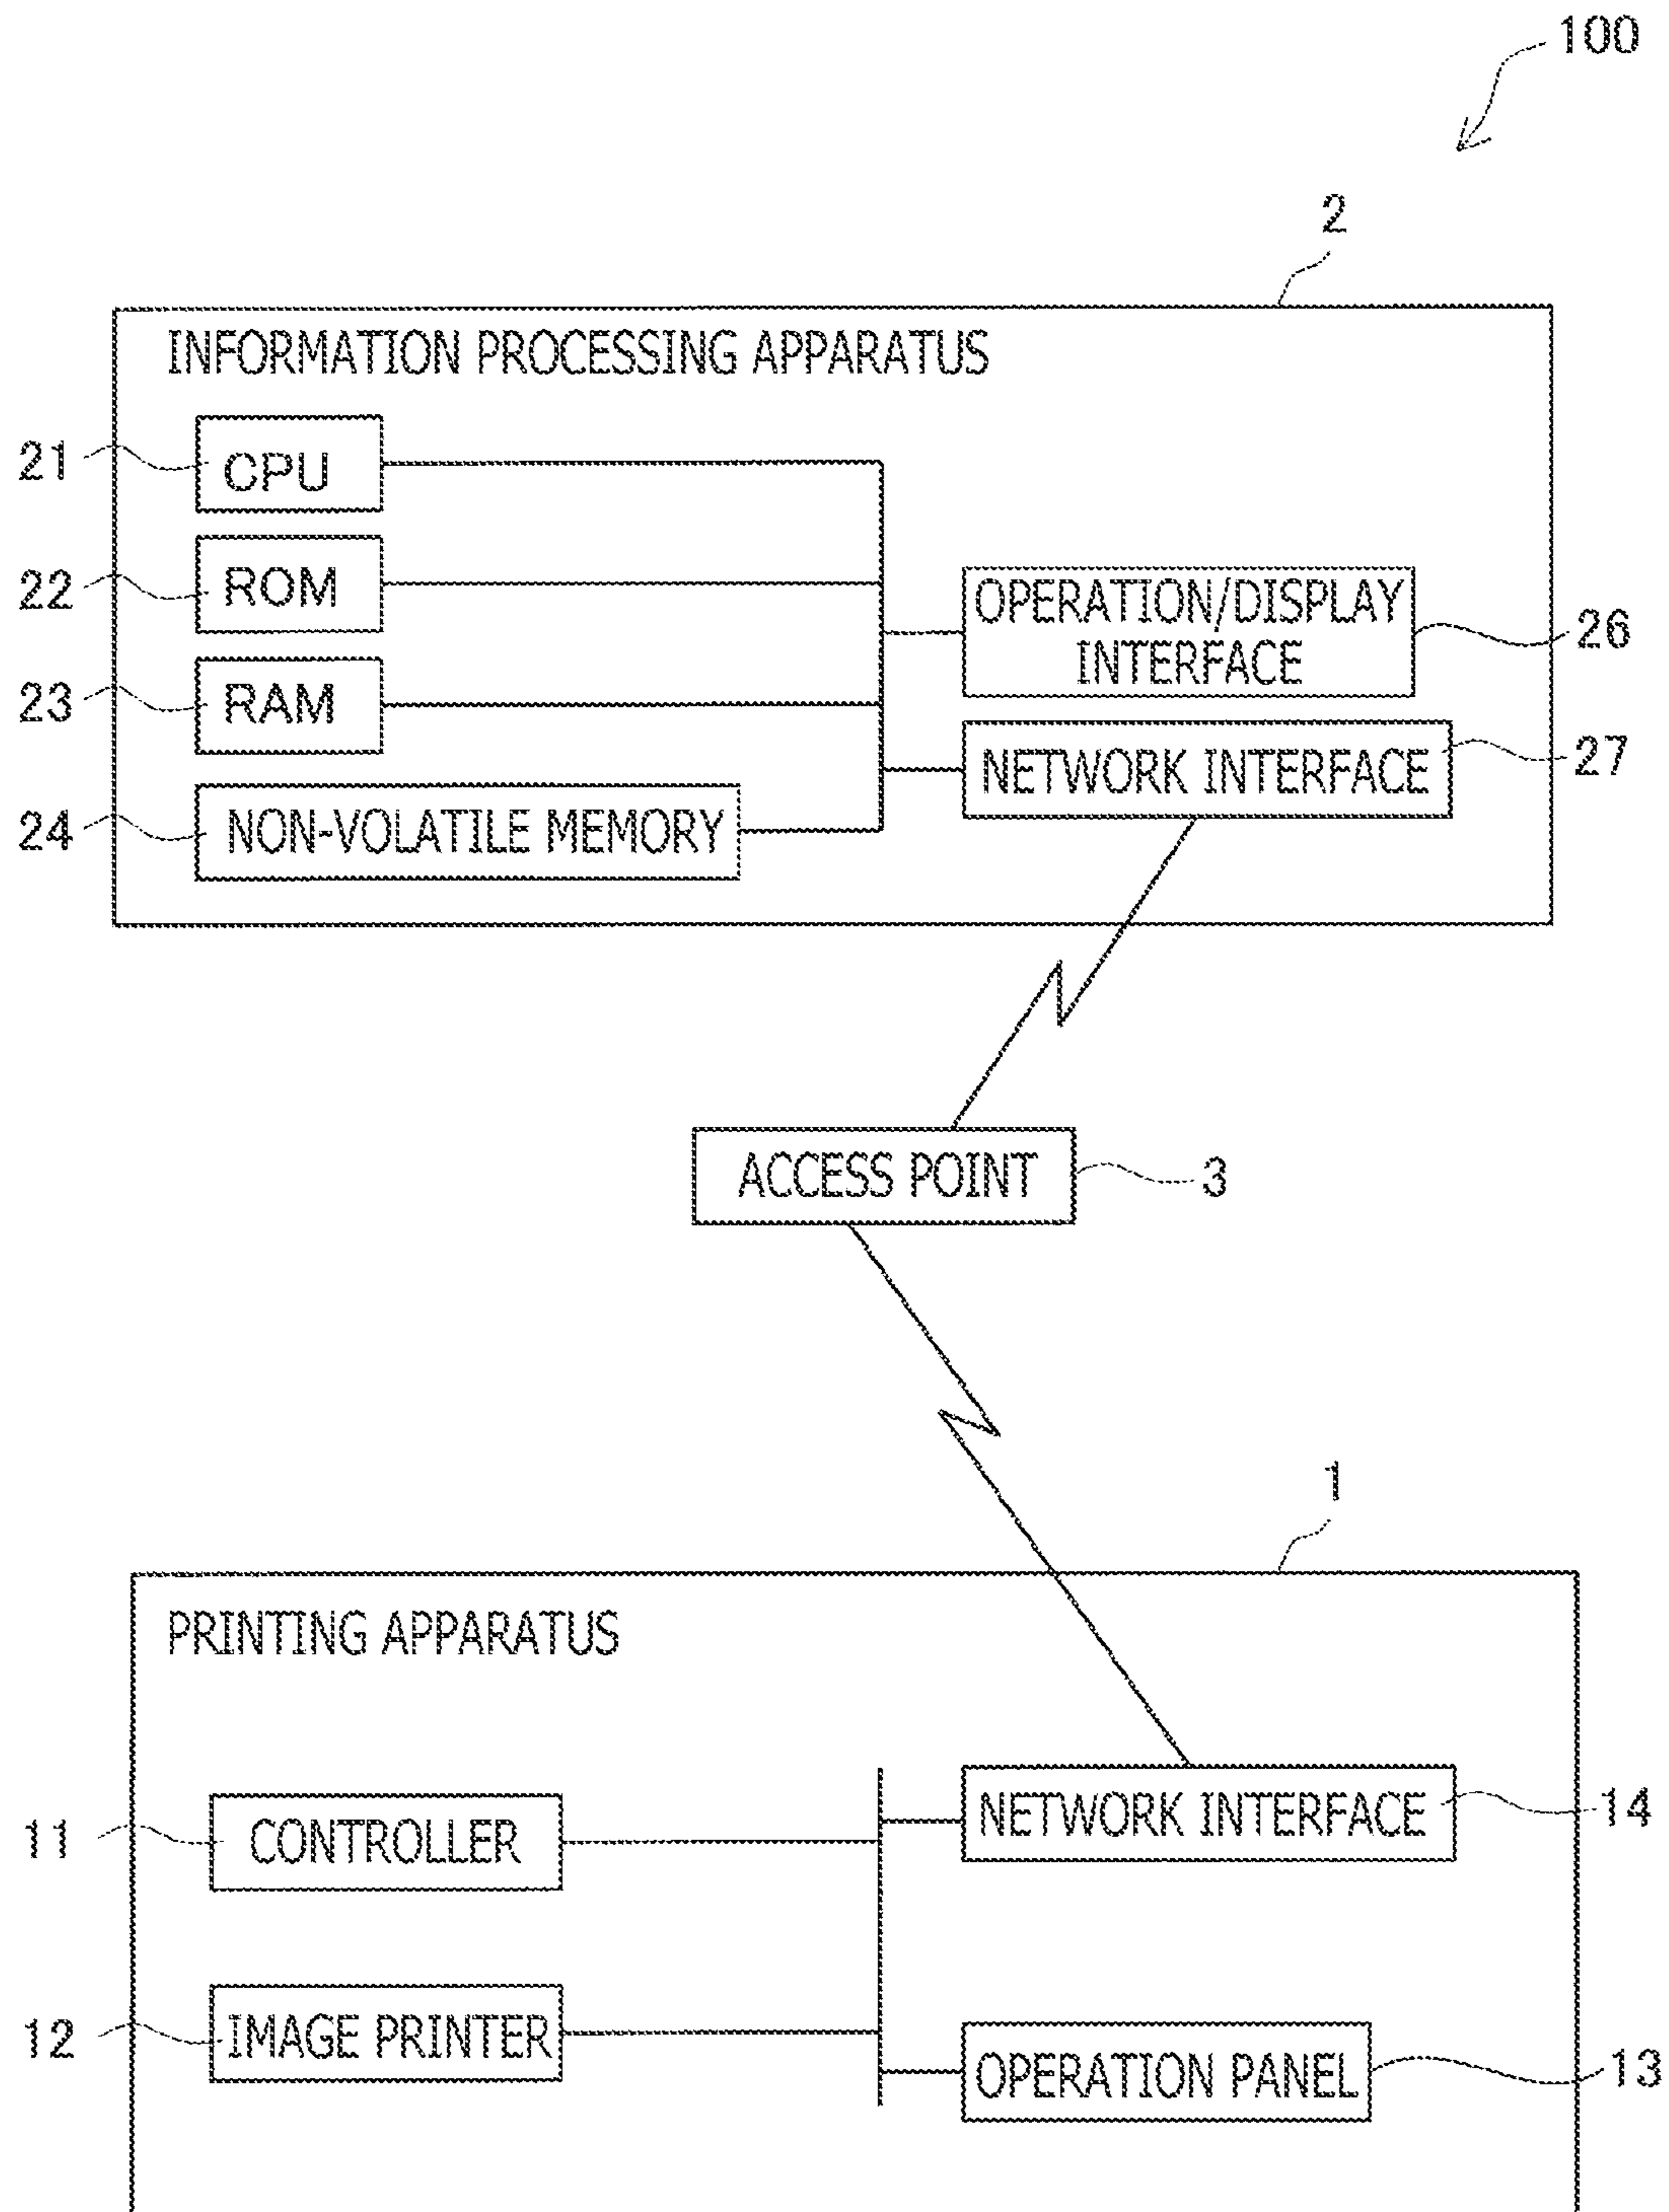 100
2
INFORMATION PROCESSING APPARATUS
21
CPU
22
ROM
OPERATION/DISPLAY
INTERFACE
26
23
RAM
NETWORK INTERFACE
27
24
NON-VOLATILE MEMORY
ACCESS POINT
3
1
PRINTING APPARATUS
11
CONTROLLER
NETWORK INTERFACE
14
12
IMAGE PRINTER
OPERATION PANEL
13